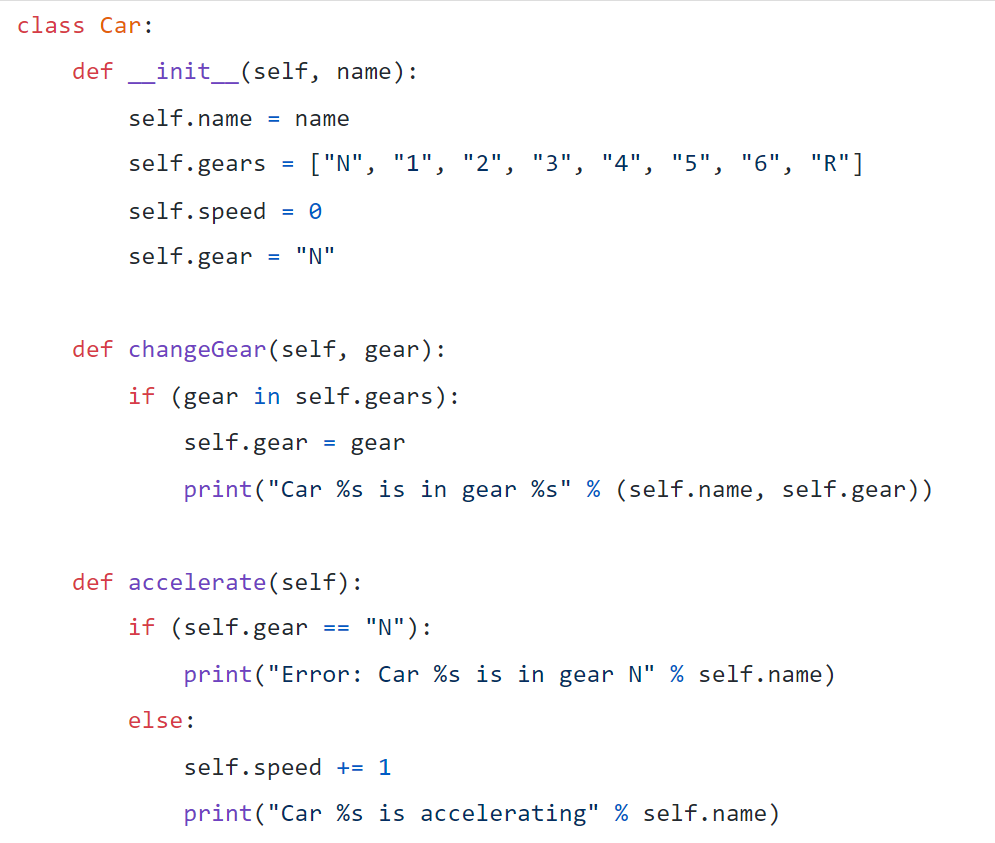 class Car:
    def __init__(self, name):
        self.name = name
        self.gears = ["N", "1", "2", "3", "4", "5", "6", "R"]
        self.speed = 0
        self.gear = "N"

    def changeGear(self, gear):
        if (gear in self.gears):
            self.gear = gear
            print("Car %s is in gear %s" % (self.name, self.gear))

    def accelerate(self):
        if (self.gear == "N"):
            print("Error: Car %s is in gear N" % self.name)
        else:
            self.speed += 1
            print("Car %s is accelerating" % self.name)